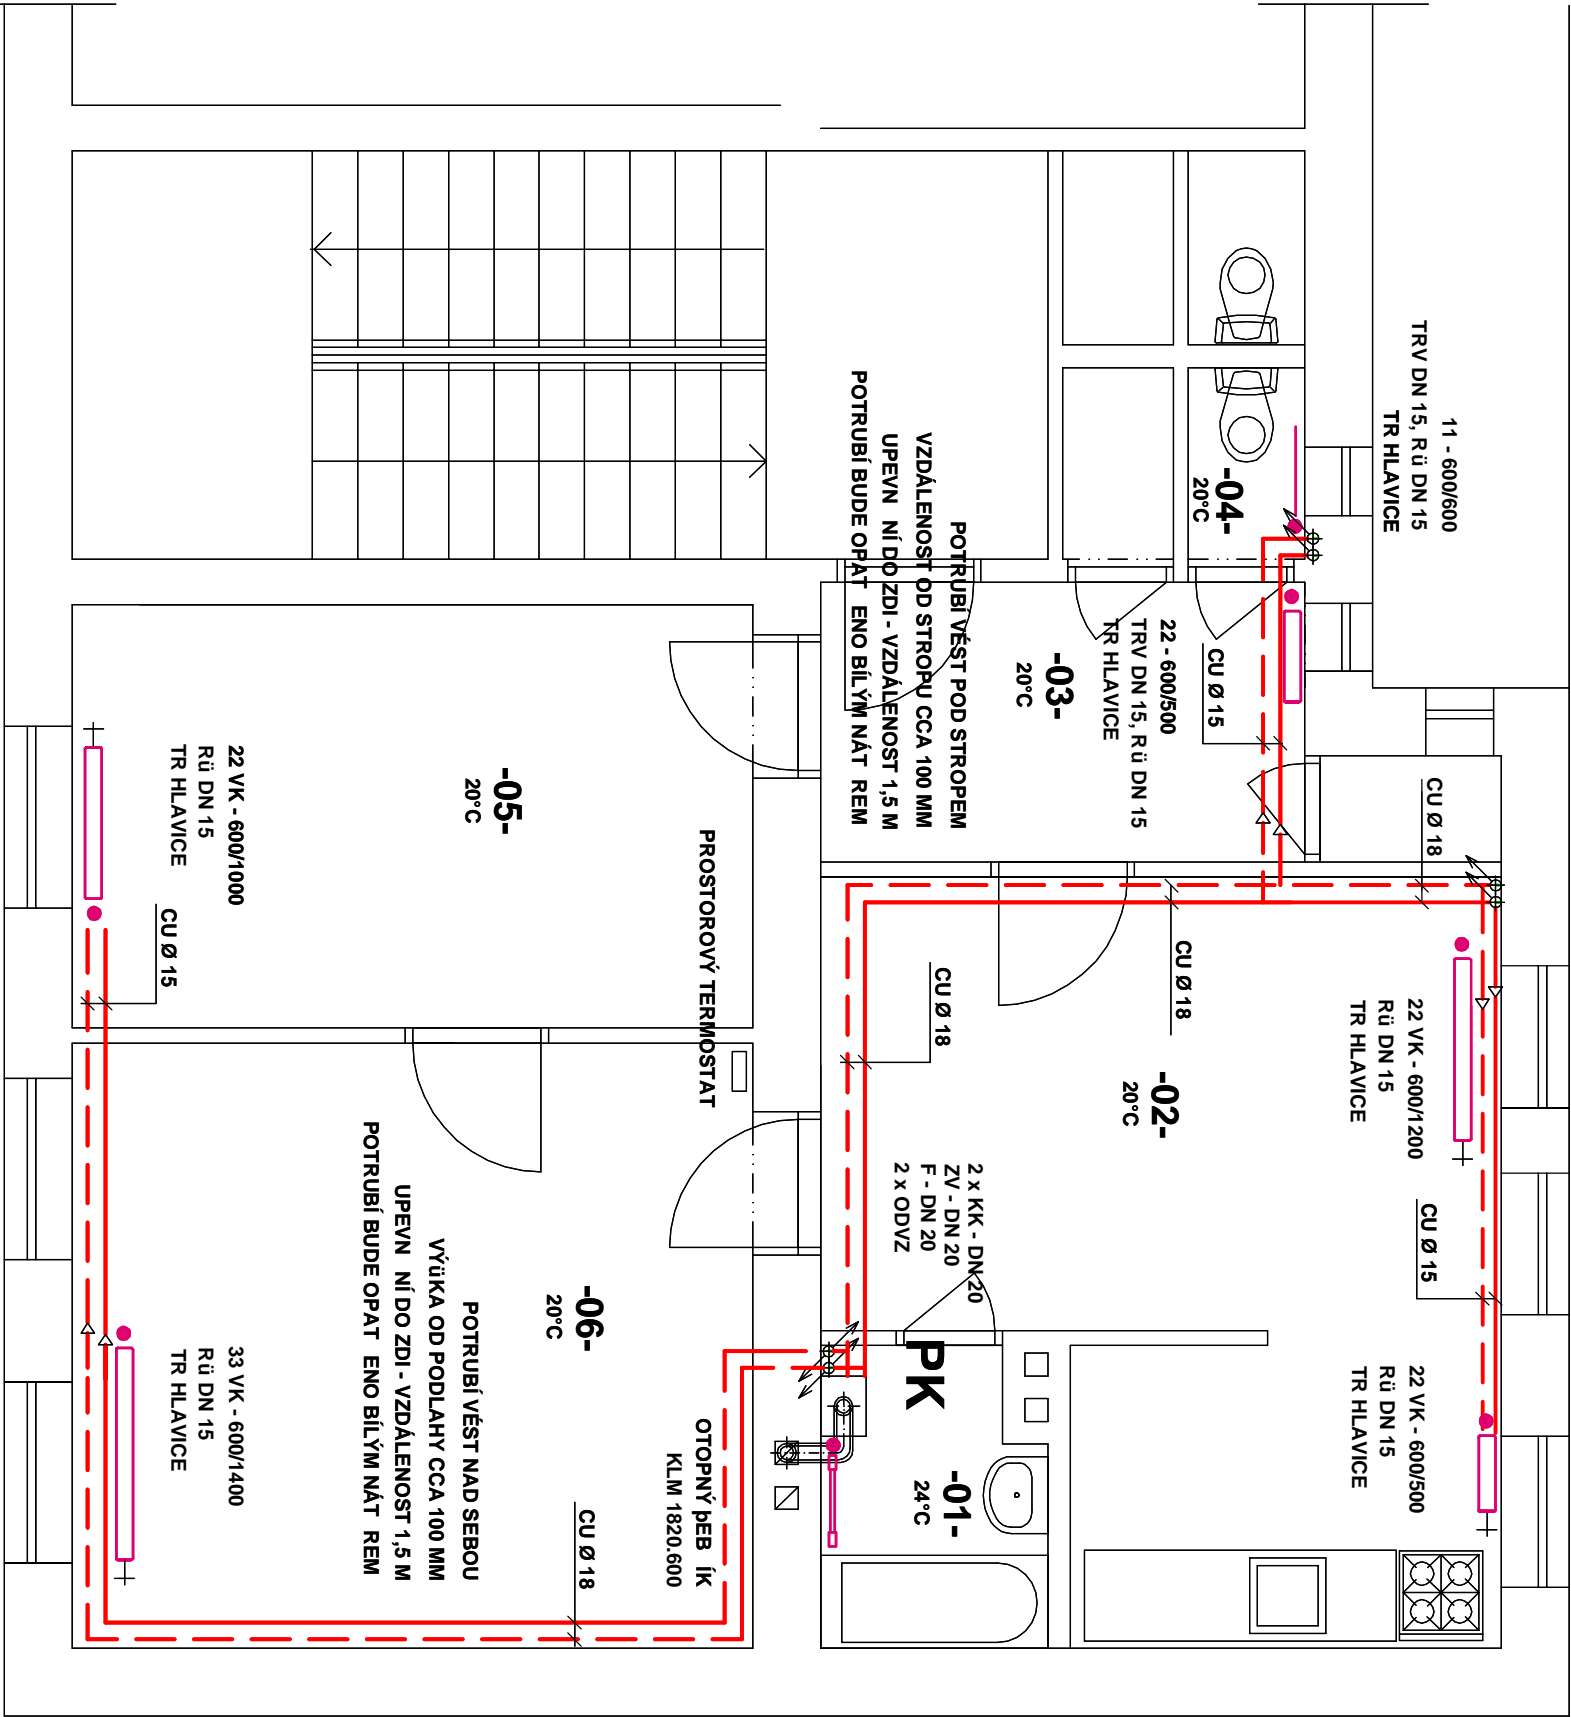 11 - 600/600
TRV DN 15, Rü DN 15
TR HLAVICE
-04-
20°C
CU Ø 18
CU Ø 15
22 - 600/500
TRV DN 15, Rü DN 15
TR HLAVICE
-03-
20°C
POTRUBÍ VÉST POD STROPEM
VZDÁLENOST OD STROPU CCA 100 MM
UPEVN NÍ DO ZDI - VZDÁLENOST 1,5 M
POTRUBÍ BUDE OPAT ENO BÍLÝM NÁT REM
22 VK - 600/1200
Rü DN 15
TR HLAVICE
CU Ø 15
22 VK - 600/500
Rü DN 15
TR HLAVICE
CU Ø 18
-02-
20°C
CU Ø 18
2 x KK - DN 20
ZV - DN 20
F - DN 20
2 x ODVZ
PK
-01-
24°C
PROSTOROVÝ TERMOSTAT
OTOPNÝ þEB ÍK
KLM 1820.600
-05-
20°C
22 VK - 600/1000
Rü DN 15
TR HLAVICE
CU Ø 15
-06-
20°C
CU Ø 18
POTRUBÍ VÉST NAD SEBOU
VÝüKA OD PODLAHY CCA 100 MM
UPEVN NÍ DO ZDI - VZDÁLENOST 1,5 M
POTRUBÍ BUDE OPAT ENO BÍLÝM NÁT REM
33 VK - 600/1400
Rü DN 15
TR HLAVICE